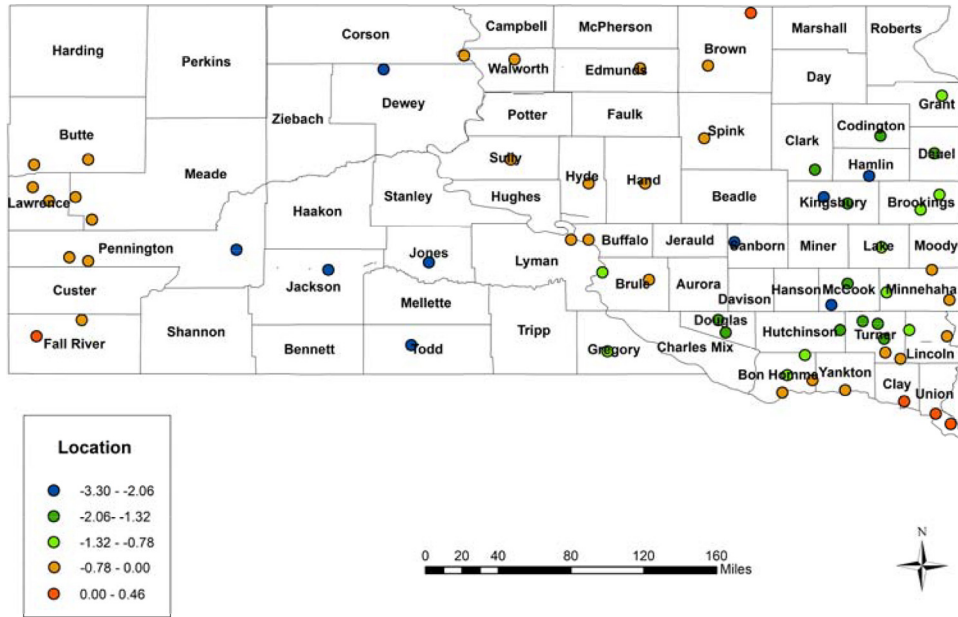 Corson
Campbell
McPherson
Brown
Marshall
Roberts
Harding
Perkins
Walworth
Edmunds
Day
Dewey
Grant
Ziebach
Potter
Faulk
Codington
Butte
Spink
Clark
Deuel
Sully
Hamlin
Meade
Hyde
Hand
Lawrence
Stanley
Hughes
Beadle
Kingsbury
Brookings
Haakon
Pennington
Jones
Lyman
Buffalo
Jerauld
Sanborn
Miner
Lake
Moody
Jackson
Custer
Mellette
Brule
Aurora
Davison
Hanson
McCook
Minnehaha
Fall River
Shannon
Bennett
Todd
Tripp
Gregory
Douglas
Charles Mix
Hutchinson
Turner
Lincoln
Bon Homme
Yankton
Clay
Union
Location
-3.30 - -2.06
-2.06- -1.32
-1.32 - -0.78
-0.78 - 0.00
0.00 - 0.46
0 20 40 80 120 160
Miles
N